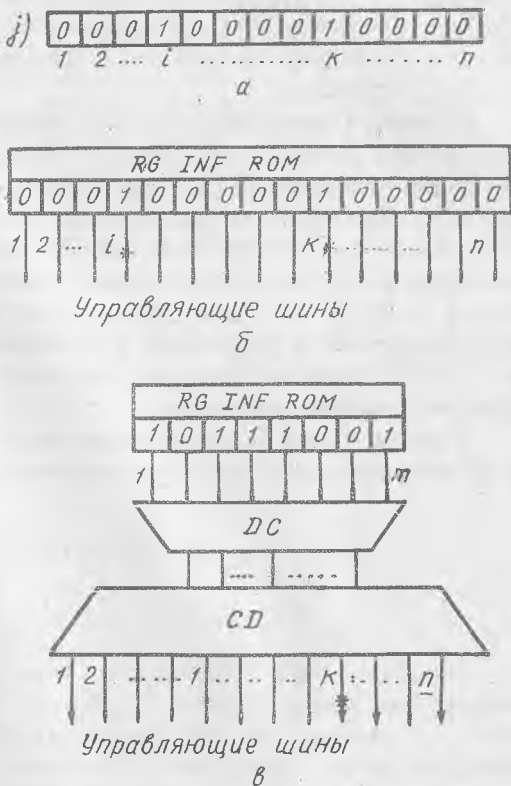 j) 0 0 0 1 0 0 0 0 1 0 0 0 0
1 2 .... i ................ к ........ n
а
RG INF ROM
0 0 0 1 0 0 0 0 0 1 0 0 0 0 0
1 2 .... i к ............ n
Управляющие шины
б
RG INF ROM
1 0 1 1 1 0 0 1
1 m
DC
.... ......
CD
1 2 ........ 1 ........ к ..... n
Управляющие шины
в